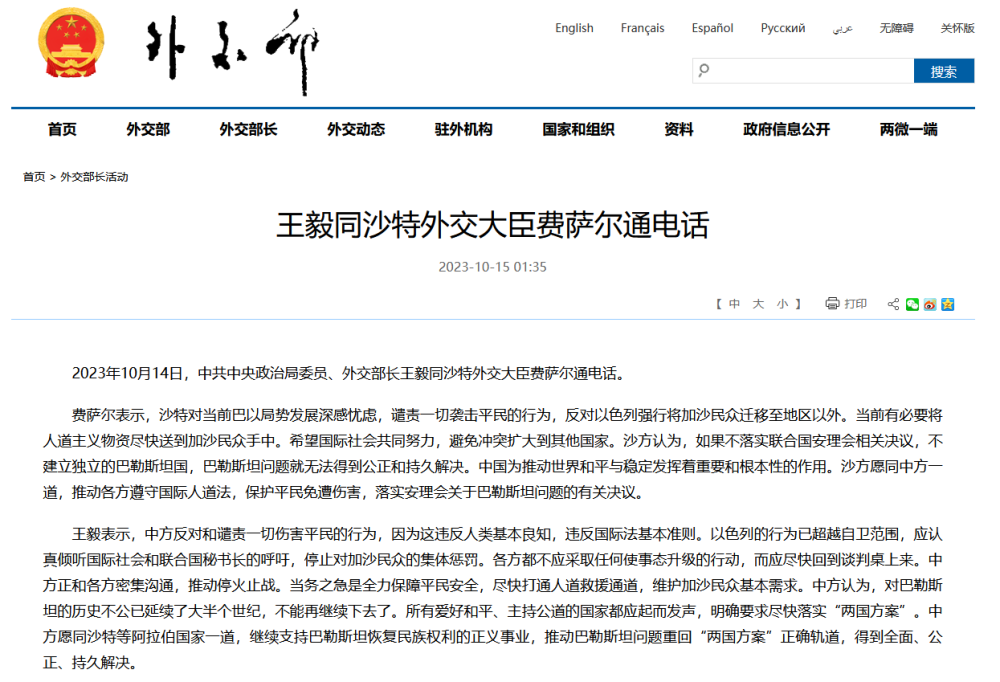 外交部
English Français Español Русский عربي 无障碍 关怀版
搜索
首页 外交部 外交部长 外交动态 驻外机构 国家和组织 资料 政府信息公开 两微一端
首页 > 外交部长活动
王毅同沙特外交大臣费萨尔通电话
2023-10-15 01:35
【 中 大 小 】 打印
2023年10月14日，中共中央政治局委员、外交部长王毅同沙特外交大臣费萨尔通电话。
费萨尔表示，沙特对当前巴以局势发展深感忧虑，谴责一切袭击平民的行为，反对以色列强行将加沙民众迁移至地区以外。当前有必要将
人道主义物资尽快送到加沙民众手中。希望国际社会共同努力，避免冲突扩大到其他国家。沙方认为，如果不落实联合国安理会相关决议，不
建立独立的巴勒斯坦国，巴勒斯坦问题就无法得到公正和持久解决。中国为推动世界和平与稳定发挥着重要和根本性的作用。沙方愿同中方一
道，推动各方遵守国际人道法，保护平民免遭伤害，落实安理会关于巴勒斯坦问题的有关决议。
王毅表示，中方反对和谴责一切伤害平民的行为，因为这违反人类基本良知，违反国际法基本准则。以色列的行为已超越自卫范围，应认
真倾听国际社会和联合国秘书长的呼吁，停止对加沙民众的集体惩罚。各方都不应采取任何使事态升级的行动，而应尽快回到谈判桌上来。中
方正和各方密集沟通，推动停火止战。当务之急是全力保障平民安全，尽快打通人道救援通道，维护加沙民众基本需求。中方认为，对巴勒斯
坦的历史不公已延续了大半个世纪，不能再继续下去了。所有爱好和平、主持公道的国家都应起而发声，明确要求尽快落实“两国方案”。中
方愿同沙特等阿拉伯国家一道，继续支持巴勒斯坦恢复民族权利的正义事业，推动巴勒斯坦问题重回“两国方案”正确轨道，得到全面、公
正、持久解决。